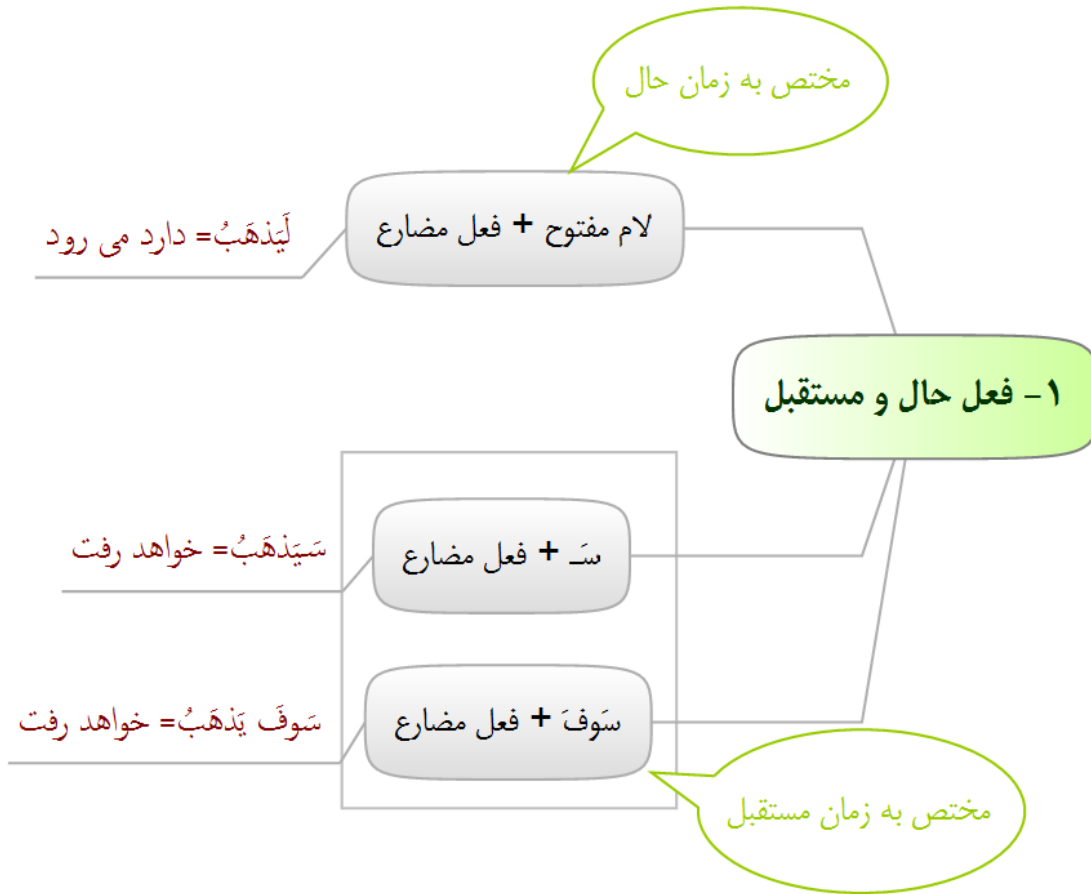 مختص به زمان حال
لام مفتوح + فعل مضارع
لَیَذهَبُ= دارد می رود
۱- فعل حال و مستقبل
سَـ + فعل مضارع
سَیَذهَبُ= خواهد رفت
سَوفَ + فعل مضارع
سَوفَ یَذهَبُ= خواهد رفت
مختص به زمان مستقبل